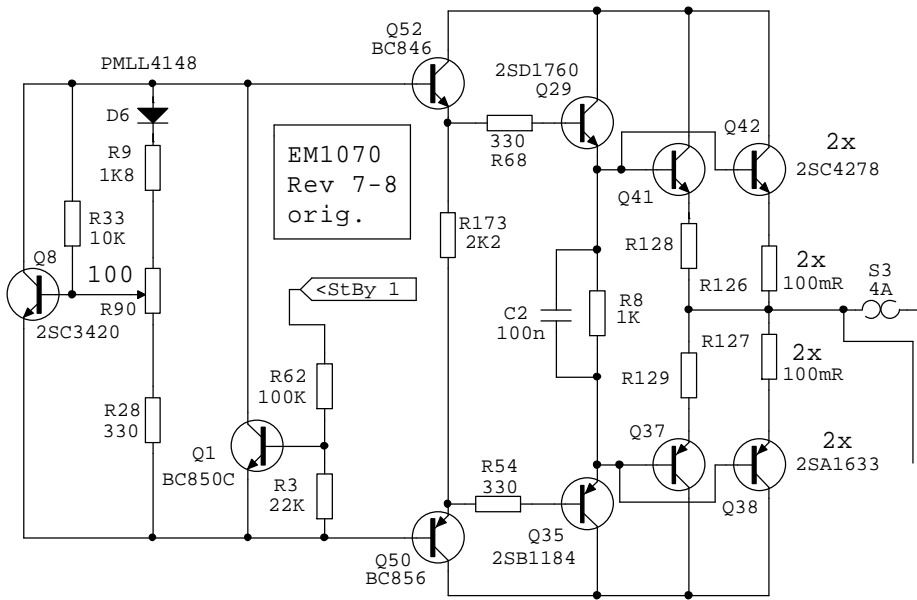 Q52
BC846
PMLL4148
2SD1760
Q29
D6
Q42
330
R68
2x
EM1070
Rev 7-8
orig.
R9
1K8
2SC4278
Q41
R33
10K
R173
2K2
R128
Q8
100
<StBy 1
2x
S3
4A
R126
100mR
R90
C2
100n
R8
1K
2SC3420
R127
2x
R62
100K
R129
100mR
R28
330
Q37
2x
Q1
BC850C
R54
330
2SA1633
R3
22K
Q38
Q35
2SB1184
Q50
BC856